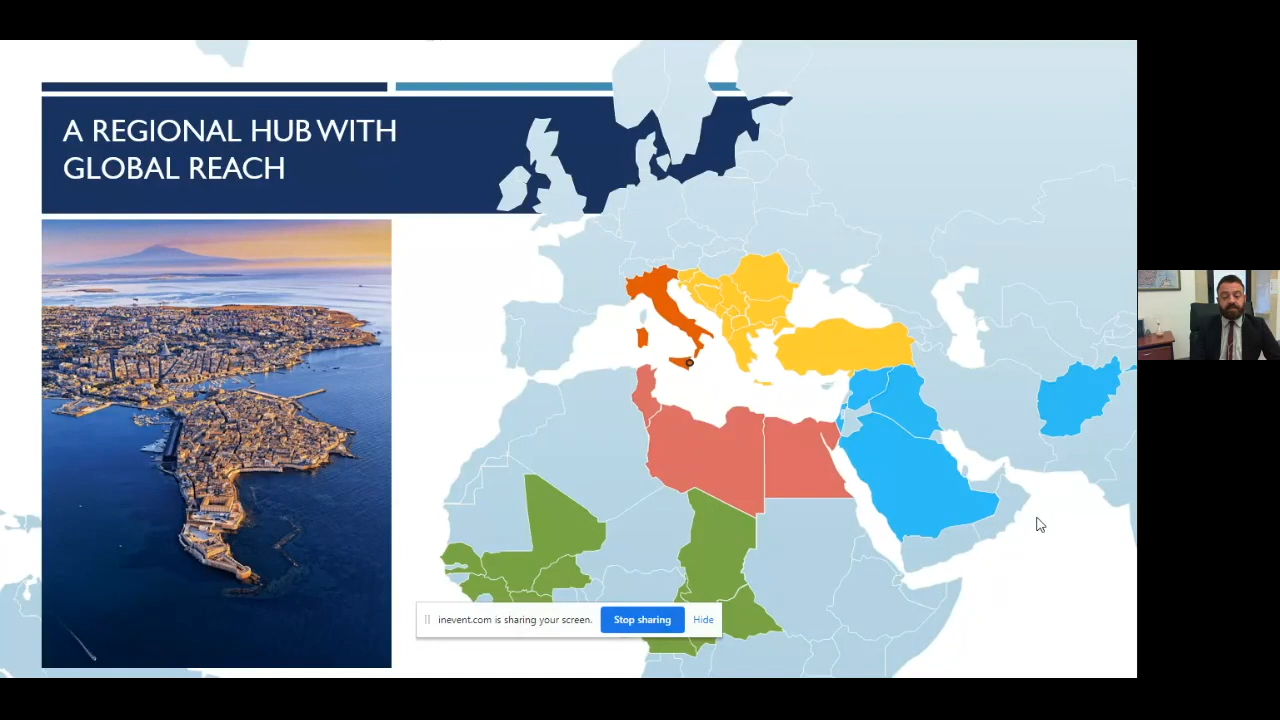 A REGIONAL HUB WITH
GLOBAL REACH
inevent.com is sharing your screen.
Stop sharing
Hide